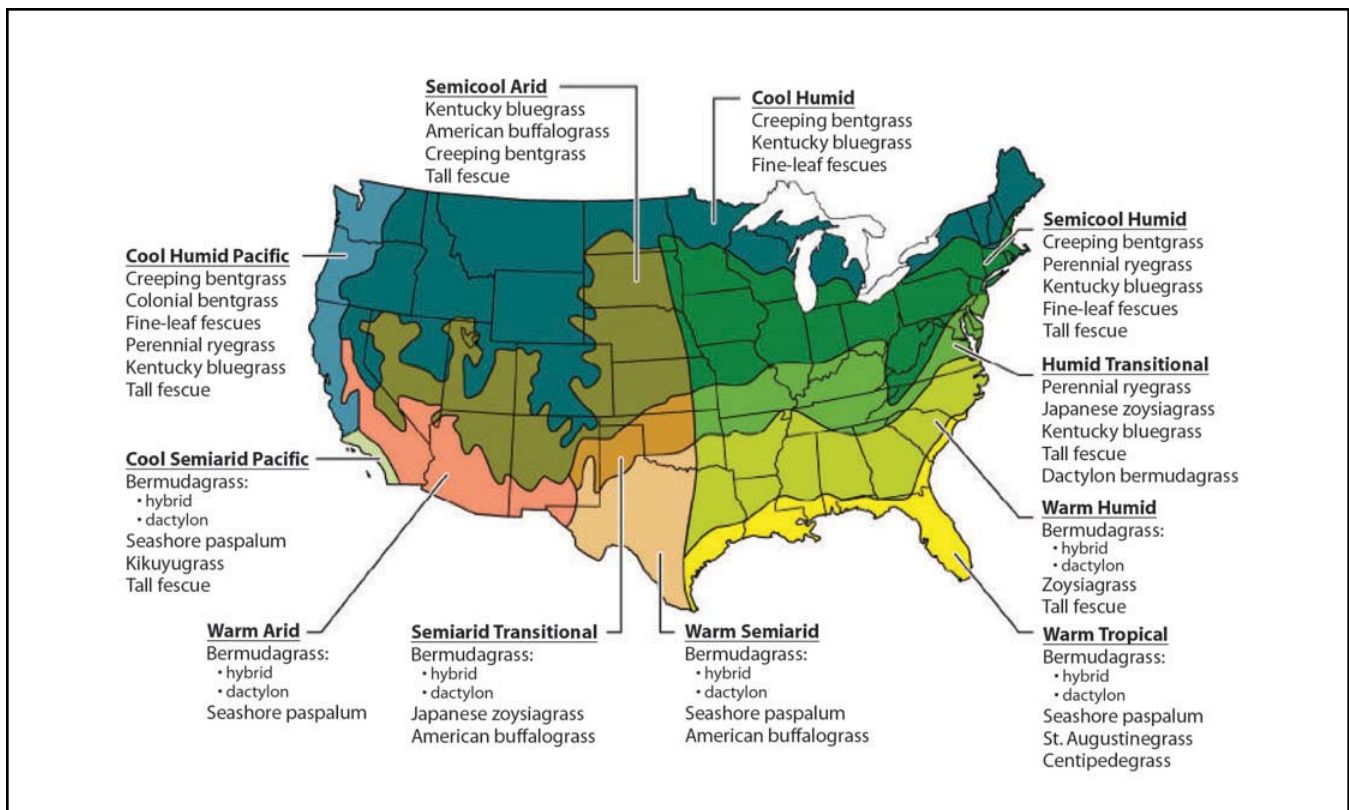 Semicool Arid
Kentucky bluegrass
American buffalograss
Creeping bentgrass
Tall fescue
Cool Humid
Creeping bentgrass
Kentucky bluegrass
Fine-leaf fescues
Cool Humid Pacific
Creeping bentgrass
Colonial bentgrass
Fine-leaf fescues
Perennial ryegrass
Kentucky bluegrass
Tall fescue
Semicool Humid
Creeping bentgrass
Perennial ryegrass
Kentucky bluegrass
Fine-leaf fescues
Tall fescue
Humid Transitional
Perennial ryegrass
Japanese zoysiagrass
Kentucky bluegrass
Tall fescue
Dactylon bermudagrass
Cool Semiarid Pacific
Bermudagrass:
• hybrid
• dactylon
Seashore paspalum
Kikuyugrass
Tall fescue
Warm Humid
Bermudagrass:
• hybrid
• dactylon
Zoysiagrass
Tall fescue
Warm Arid
Bermudagrass:
• hybrid
• dactylon
Seashore paspalum
Semiarid Transitional
Bermudagrass:
• hybrid
• dactylon
Japanese zoysiagrass
American buffalograss
Warm Semiarid
Bermudagrass:
• hybrid
• dactylon
Seashore paspalum
American buffalograss
Warm Tropical
Bermudagrass:
• hybrid
• dactylon
Seashore paspalum
St. Augustinegrass
Centipedegrass